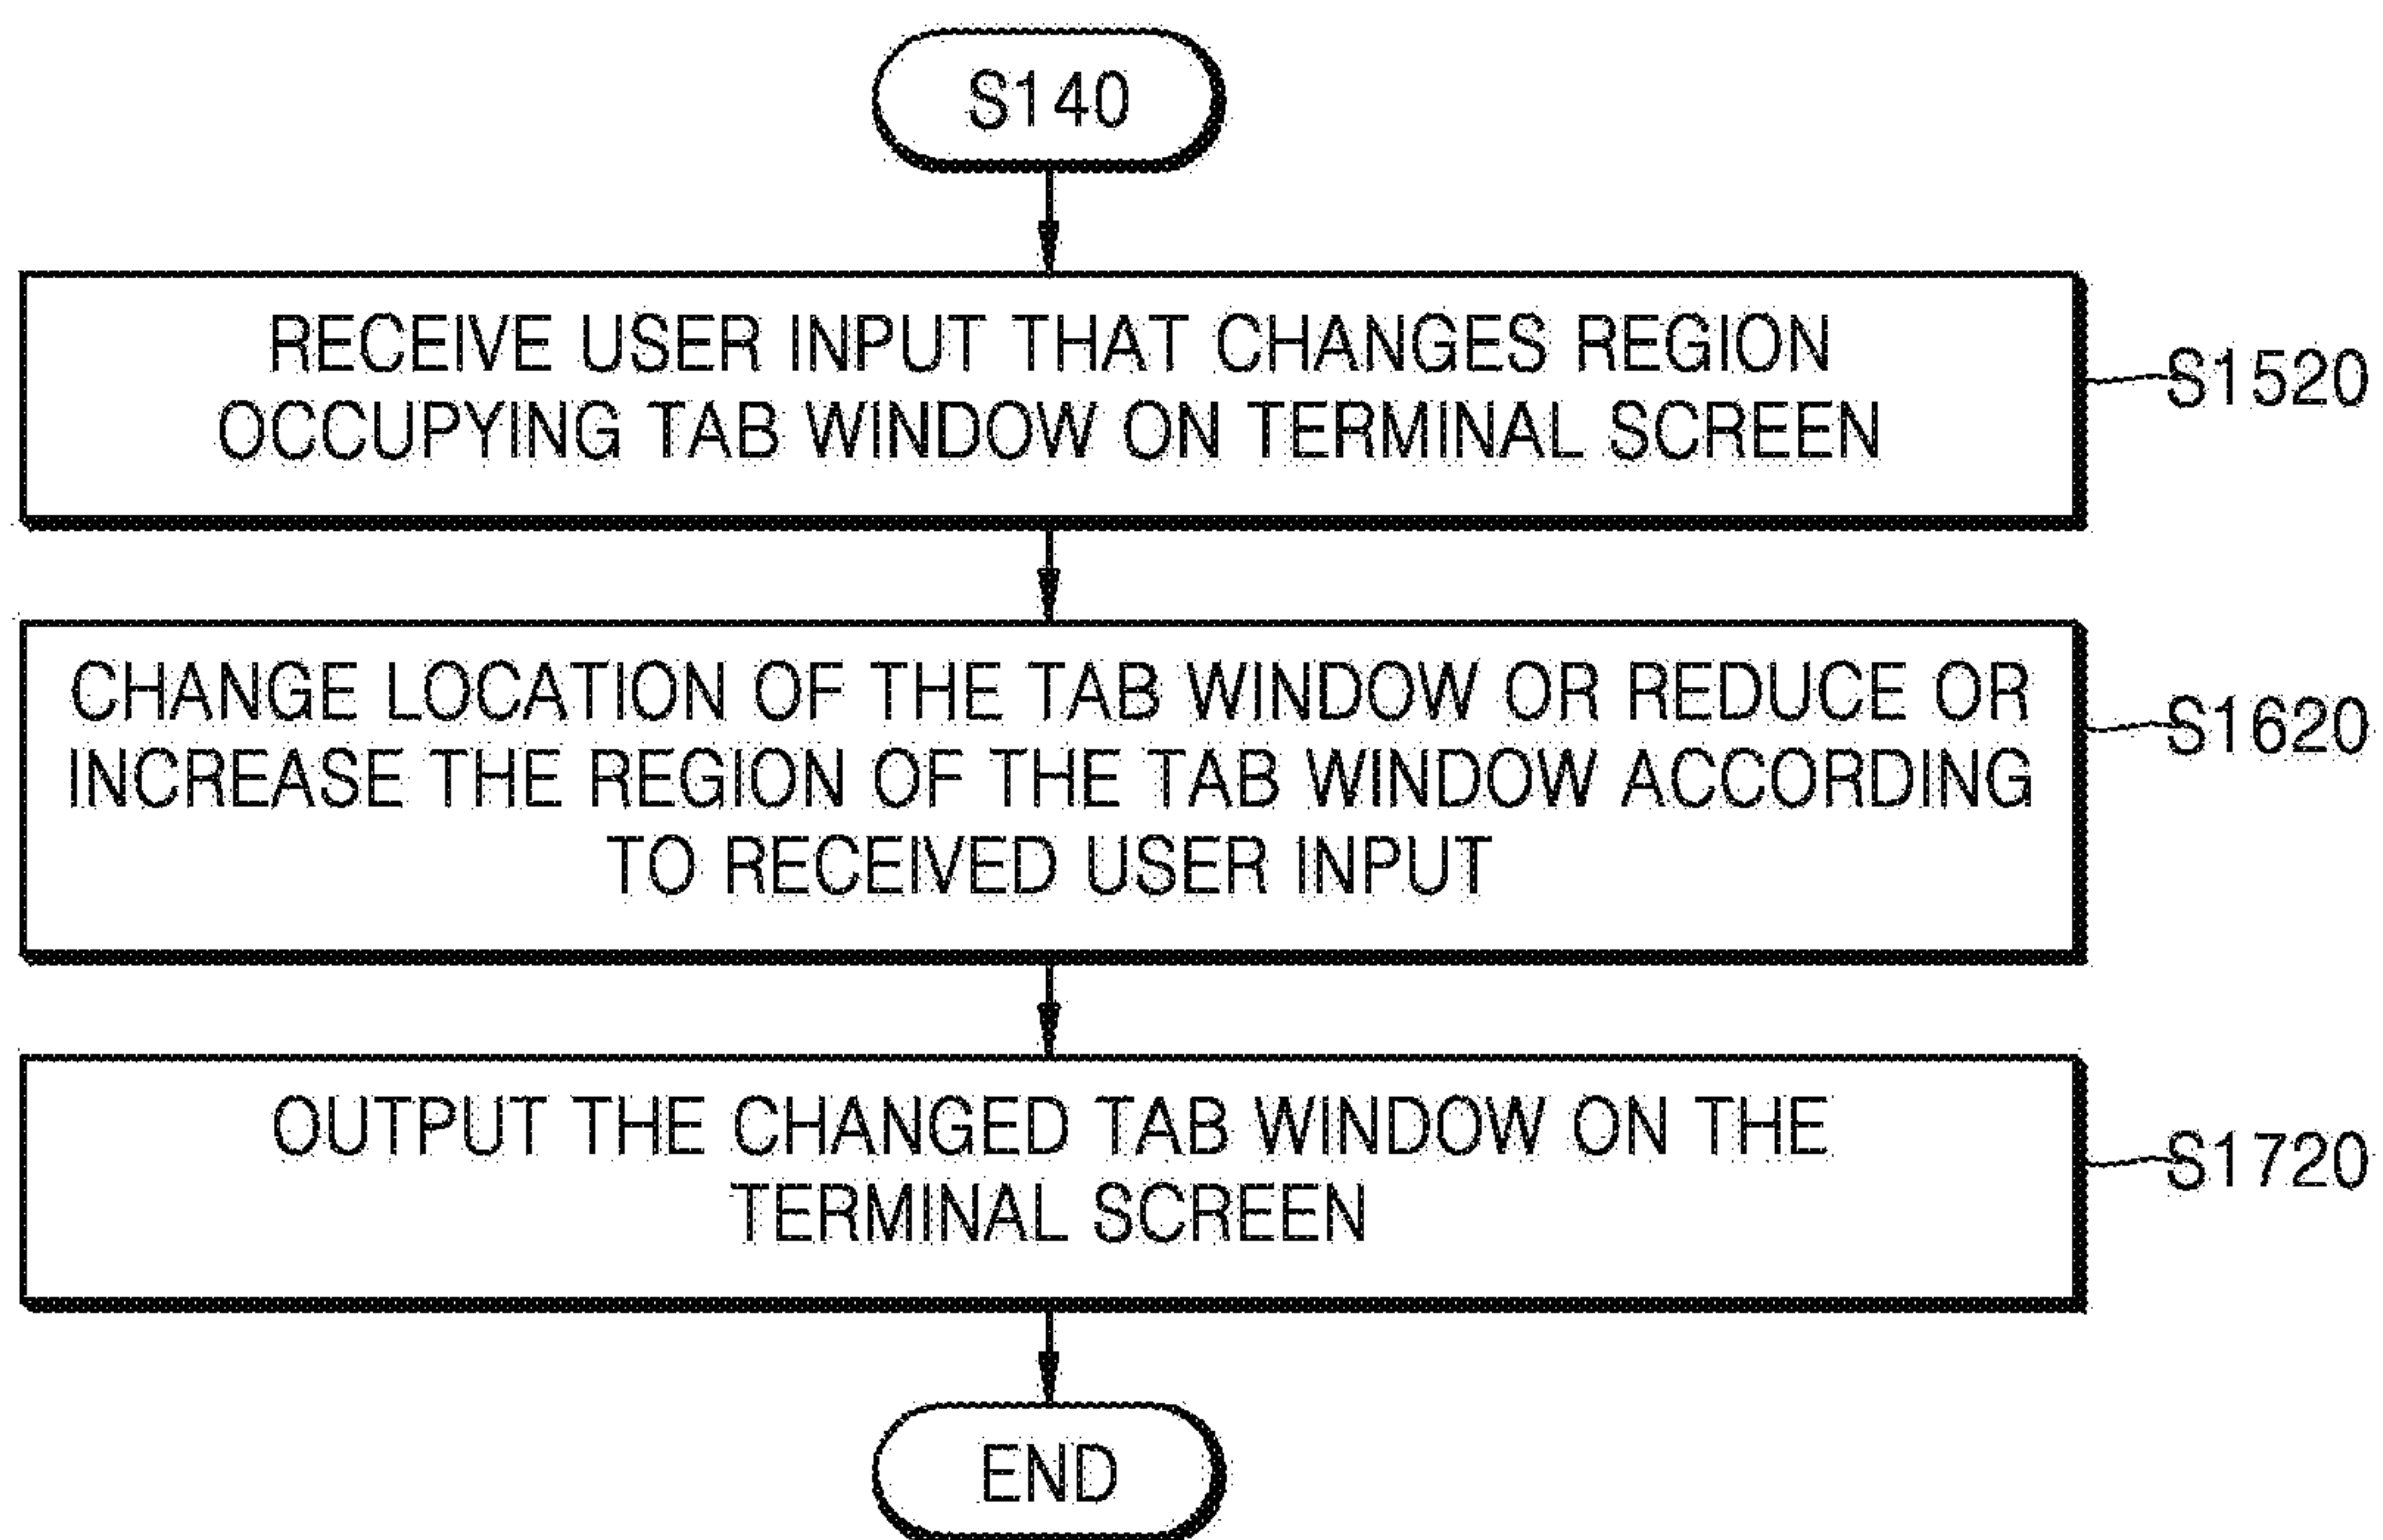 S140
RECEIVE USER INPUT THAT CHANGES REGION
OCCUPYING TAB WINDOW ON TERMINAL SCREEN
S1520
CHANGE LOCATION OF THE TAB WINDOW OR REDUCE OR
INCREASE THE REGION OF THE TAB WINDOW ACCORDING
TO RECEIVED USER INPUT
S1620
OUTPUT THE CHANGED TAB WINDOW ON THE
TERMINAL SCREEN
S1720
END